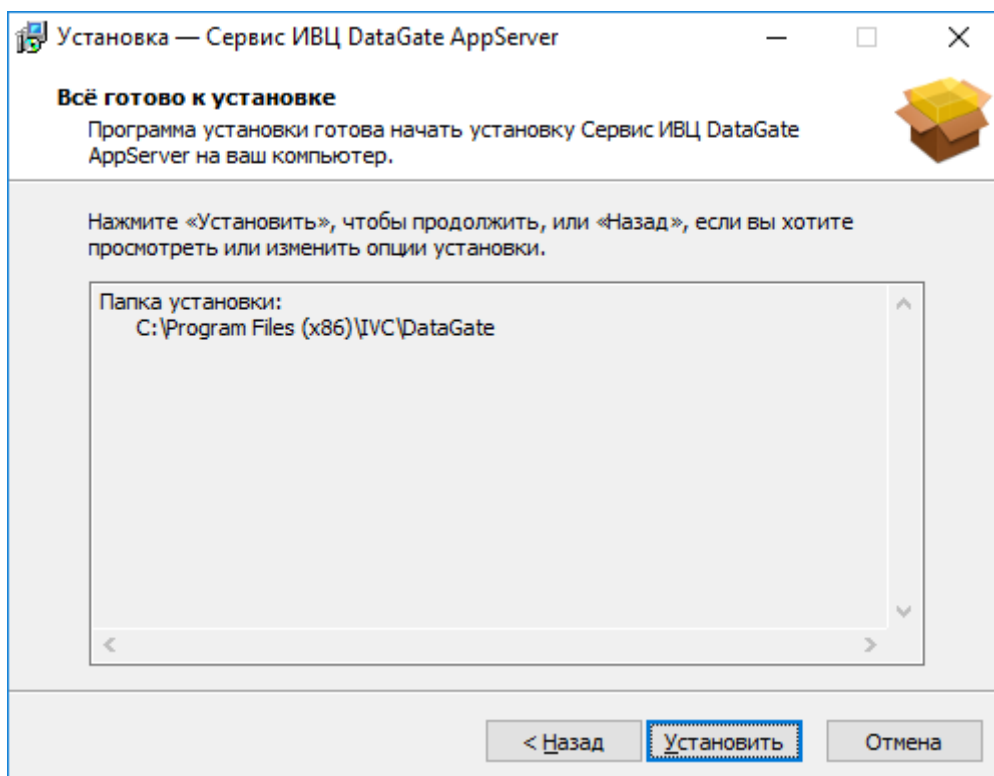 Установка — Сервис ИВЦ DataGate AppServer
Всё готово к установке
Программа установки готова начать установку Сервис ИВЦ DataGate
AppServer на ваш компьютер.
Нажмите «Установить», чтобы продолжить, или «Назад», если вы хотите
просмотреть или изменить опции установки.
Папка установки:
C:\Program Files (x86)\IVC\DataGate
< Назад Установить Отмена